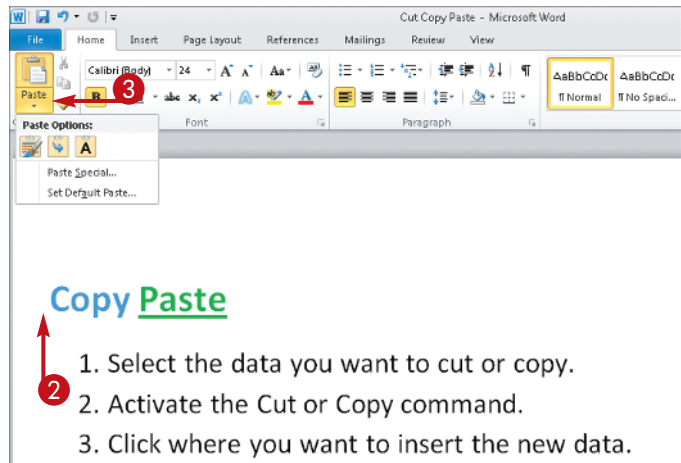 Cut Copy Paste - Microsoft Word
File Home Insert Page Layout References Mailings Review View
Calibri (Body) 24 A A Aa
Paste B abc x, x² A A
AaBbCcDc AaBbCcDc
¶ Normal ¶ No Spaci...
3
Font Paragraph
Paste Options:
A
Paste Special...
Set Default Paste...
Copy Paste
2
1. Select the data you want to cut or copy.
2. Activate the Cut or Copy command.
3. Click where you want to insert the new data.